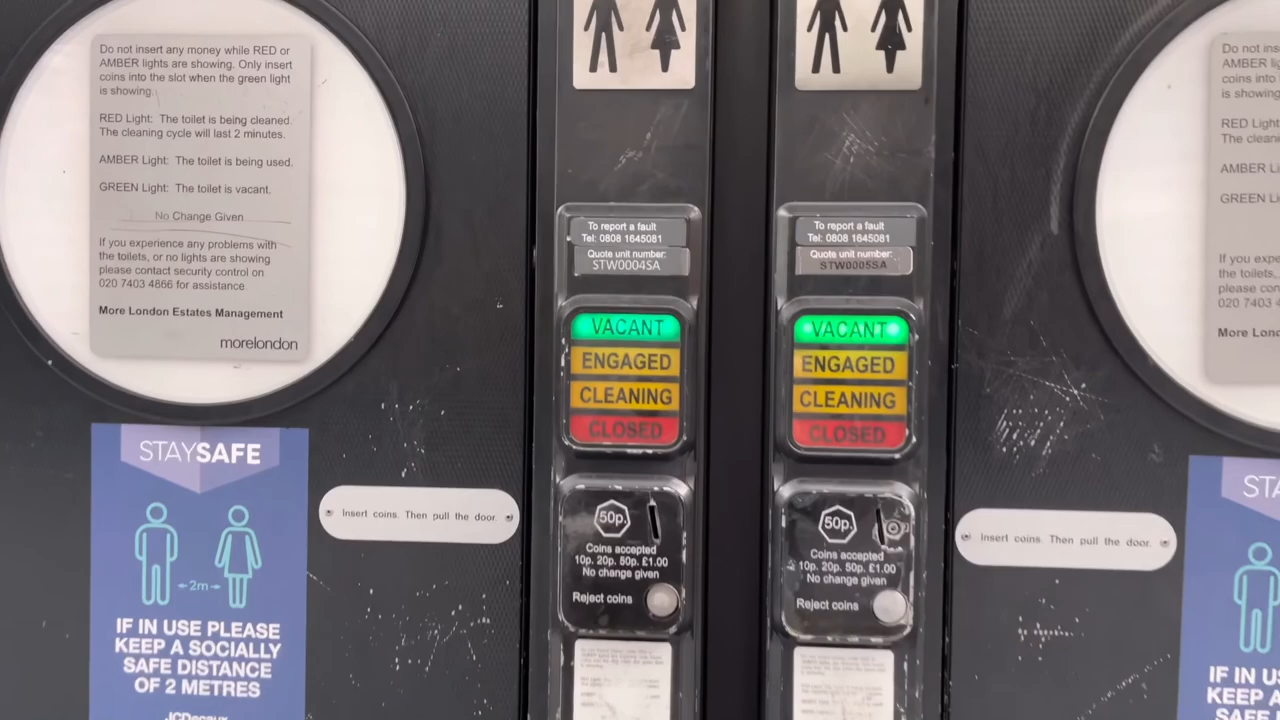 Do not insert any money while RED or
AMBER lights are showing. Only insert
coins into the slot when the green light
is showing.
RED Light: The toilet is being cleaned.
The cleaning cycle will last 2 minutes.
AMBER Light: The toilet is being used.
GREEN Light: The toilet is vacant.
No Change Given
If you experience any problems with
the toilets, or no lights are showing
please contact security control on
020 7403 4866 for assistance.
More London Estates Management
morelondon
STAYSAFE
2m
IF IN USE PLEASE
KEEP A SOCIALLY
SAFE DISTANCE
OF 2 METRES
JCDecaux
Insert coins. Then pull the door.
To report a fault
Tel: 0808 1645081
Quote unit number:
STW0004SA
VACANT
ENGAGED
CLEANING
CLOSED
50p.
Coins accepted
10p. 20p. 50p. £1.00
No change given
Reject coins
To report a fault
Tel: 0808 1645081
Quote unit number:
STW0005SA
VACANT
ENGAGED
CLEANING
CLOSED
50p.
Coins accepted
10p. 20p. 50p. £1.00
No change given
Reject coins
Insert coins. Then pull the door.
Do not ins
AMBER lig
coins into
is showing
RED Light
The cleani
AMBER Li
GREEN Li
If you expe
the toilets,
please con
020 7403
More Lon
STA
IF IN US
KEEP A